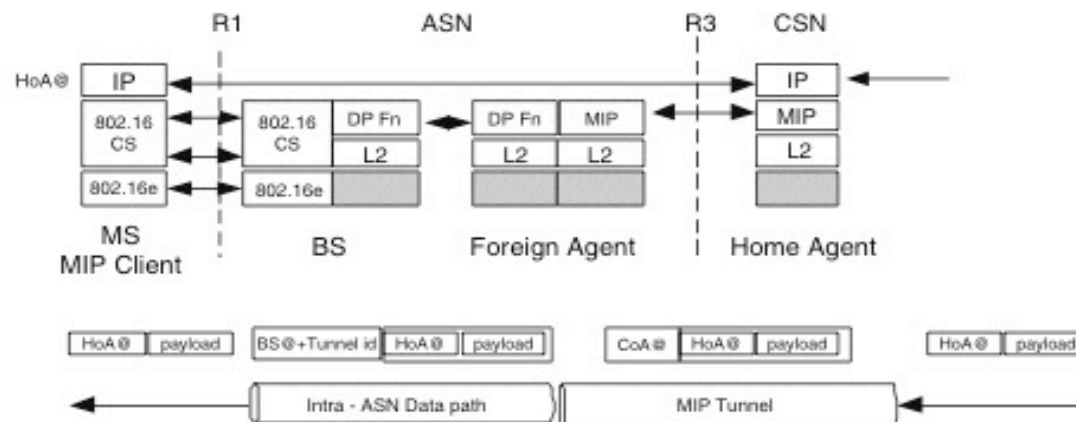 R1 ASN R3 CSN
HoA@ IP IP
802.16 CS 802.16 CS DP Fn DP Fn MIP MIP
L2 L2 L2 L2
802.16e 802.16e
MS MIP Client BS Foreign Agent Home Agent
HoA@ payload BS@+Tunnel id HoA@ payload CoA@ HoA@ payload HoA@ payload
Intra - ASN Data path MIP Tunnel